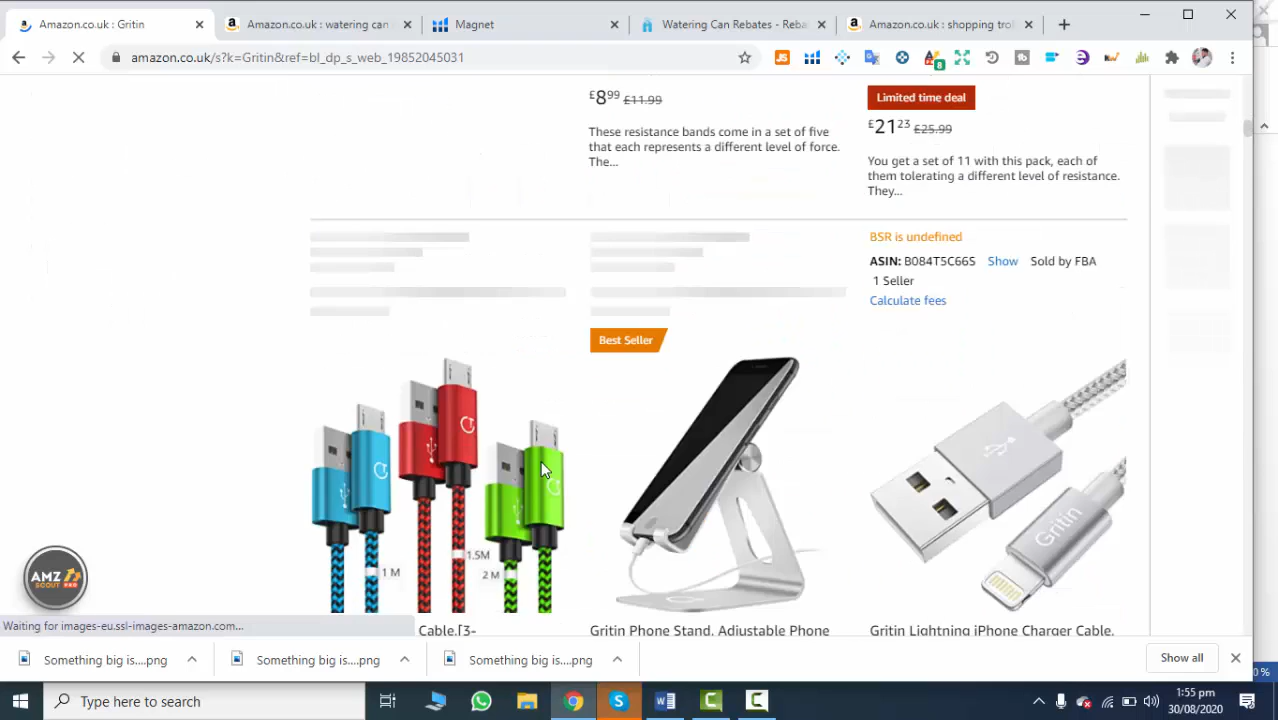 Amazon.co.uk : Gritin
Amazon.co.uk : watering can
Magnet
Watering Can Rebates - Reba
Amazon.co.uk : shopping trol
amazon.co.uk/s?k=Gritin&ref=bl_dp_s_web_19852045031
8
£8 99 £11.99
These resistance bands come in a set of five
that each represents a different level of force.
The...
Limited time deal
£21 23 £25.99
You get a set of 11 with this pack, each of
them tolerating a different level of resistance.
They...
BSR is undefined
ASIN: B084T5C66S Show Sold by FBA
1 Seller
Calculate fees
Best Seller
1 M
1.5M
2 M
Gritin
AMZ
SCOUT PRO
Waiting for images-eu.ssl-images-amazon.com...
Cable,[3-
Gritin Phone Stand, Adjustable Phone
Gritin Lightning iPhone Charger Cable,
Something big is....png
Something big is....png
Something big is....png
Show all
0 %
Type here to search
1:55 pm
30/08/2020